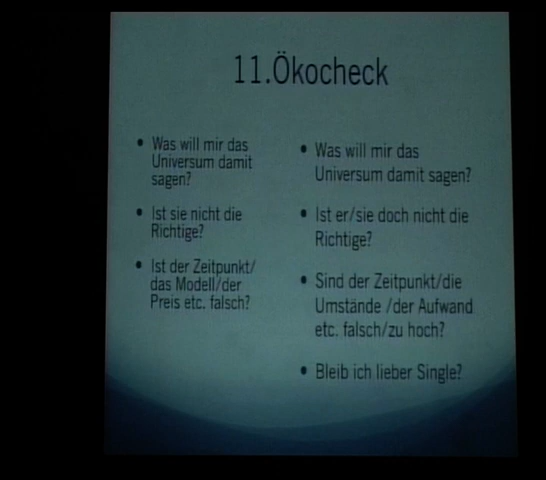 11.Ökocheck
• Was will mir das
Universum damit
sagen?
• Ist sie nicht die
Richtige?
• Ist der Zeitpunkt/
das Modell/der
Preis etc. falsch?
• Was will mir das
Universum damit sagen?
• Ist er/sie doch nicht die
Richtige?
• Sind der Zeitpunkt/die
Umstände /der Aufwand
etc. falsch/zu hoch?
• Bleib ich lieber Single?